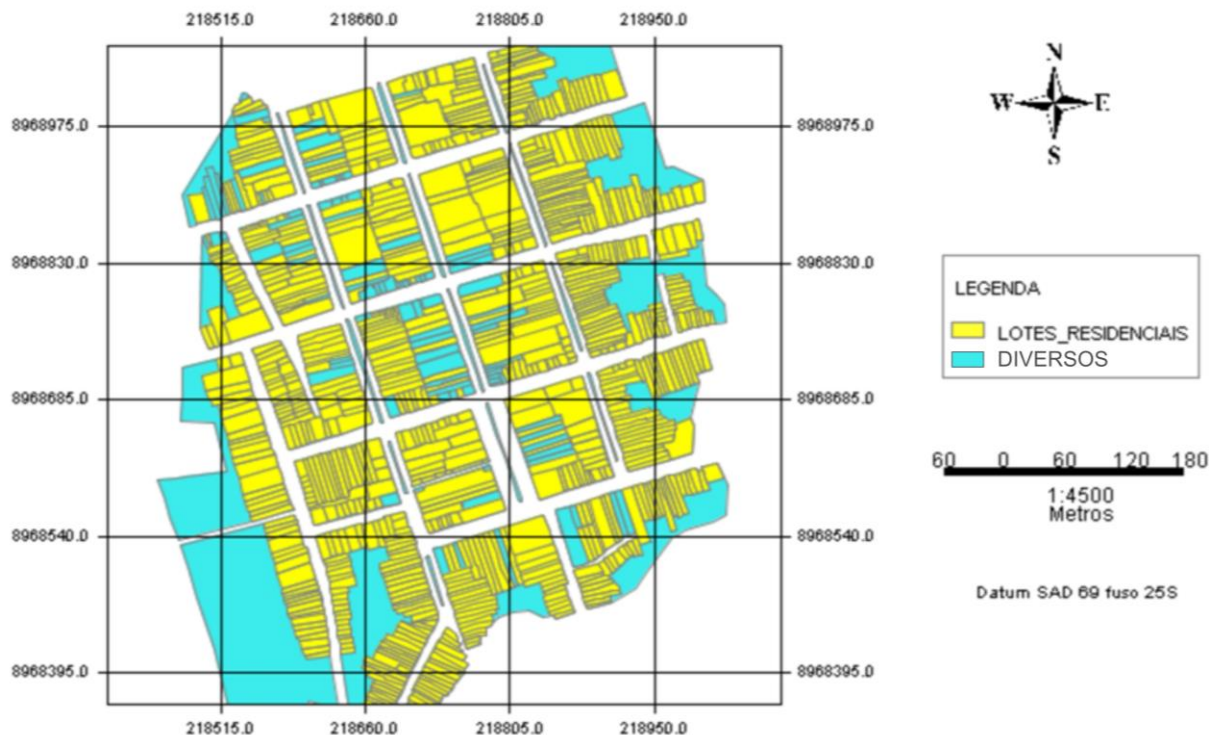 218515.0 218660.0 218805.0 218950.0
N
W E
S
8968975.0 8968975.0
8968830.0 8968830.0
LEGENDA
LOTES_RESIDENCIAIS
DIVERSOS
8968685.0 8968685.0
60 0 60 120 180
1:4500
Metros
8968540.0 8968540.0
Datum SAD 69 fuso 25S
8968395.0 8968395.0
218515.0 218660.0 218805.0 218950.0